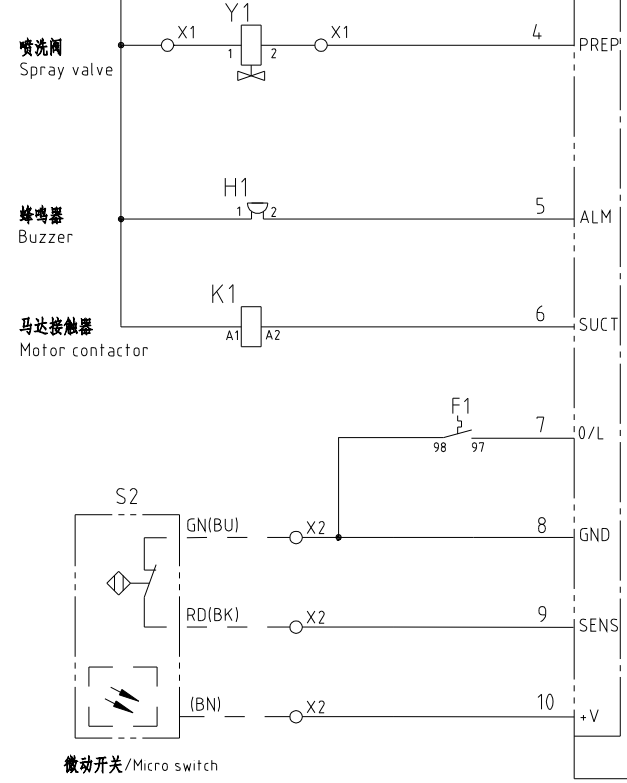 Y1
X1
X1
4
喷洗阀
1
2
PREP
Spray valve
H1
1
2
5
蜂鸣器
ALM
Buzzer
K1
6
马达接触器
A1
A2
SUCT
Motor contactor
F1
7
O/L
98
97
S2
GN(BU)
X2
8
GND
RD(BK)
X2
9
SENS
(BN)
X2
10
+V
微动开关/Micro switch